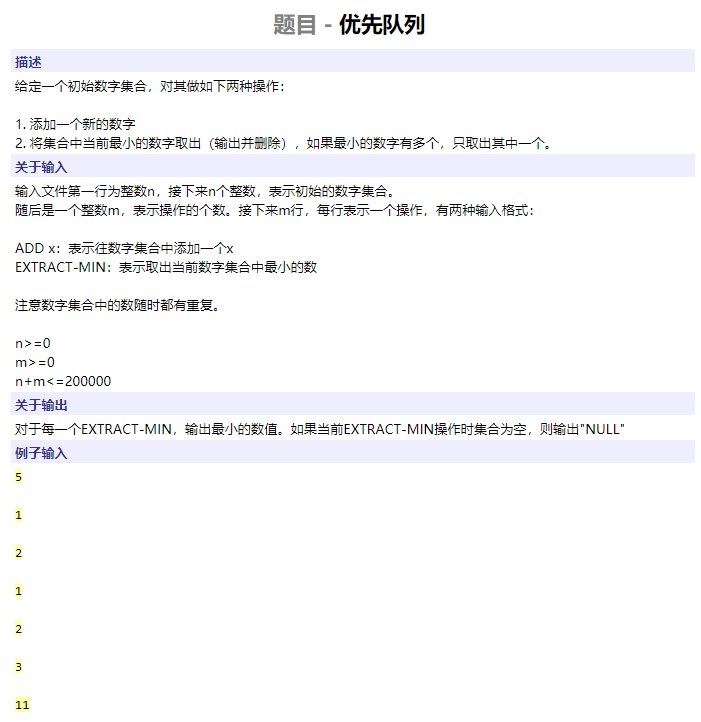 题目 - 优先队列
描述
给定一个初始数字集合，对其做如下两种操作：
1. 添加一个新的数字
2. 将集合中当前最小的数字取出（输出并删除），如果最小的数字有多个，只取出其中一个。
关于输入
输入文件第一行为整数n，接下来n个整数，表示初始的数字集合。
随后是一个整数m，表示操作的个数。接下来m行，每行表示一个操作，有两种输入格式：
ADD x：表示往数字集合中添加一个x
EXTRACT-MIN：表示取出当前数字集合中最小的数
注意数字集合中的数随时都有重复。
n>=0
m>=0
n+m<=200000
关于输出
对于每一个EXTRACT-MIN，输出最小的数值。如果当前EXTRACT-MIN操作时集合为空，则输出"NULL"
例子输入
5
1
2
1
2
3
11